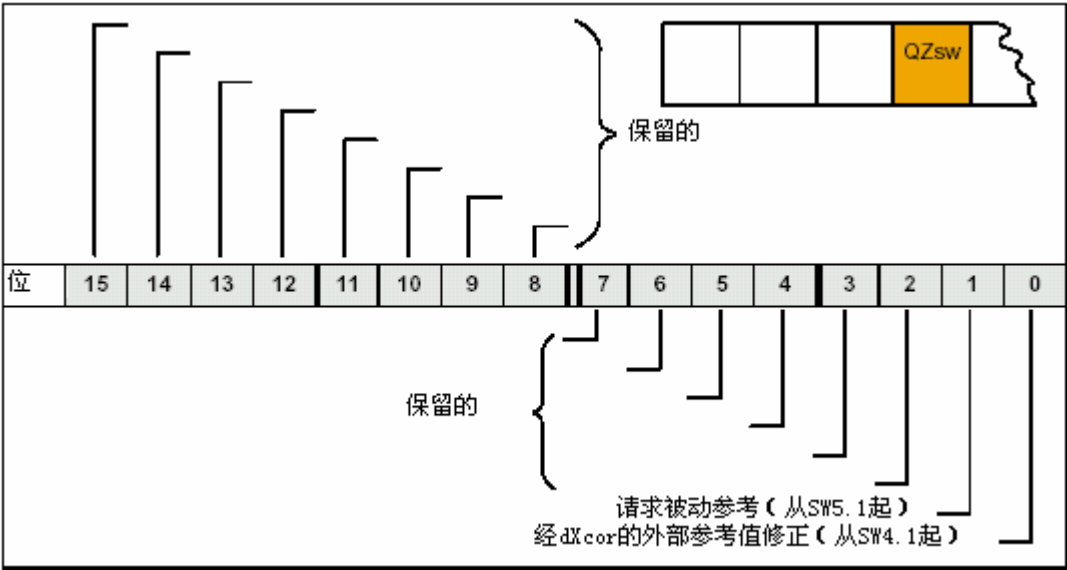 QZsw
保留的
位 15 14 13 12 11 10 9 8 7 6 5 4 3 2 1 0
保留的
请求被动参考（从SW5.1起）
经dXcor的外部参考值修正（从SW4.1起）